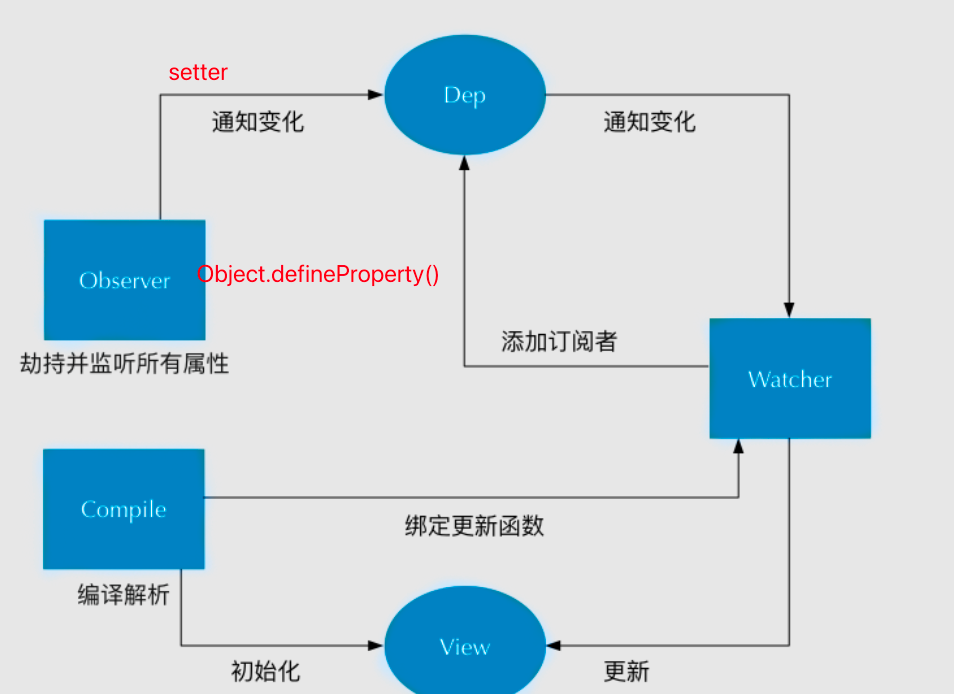 setter
Dep
通知变化
通知变化
Observer
Object.defineProperty()
劫持并监听所有属性
添加订阅者
Watcher
Compile
绑定更新函数
编译解析
View
初始化
更新